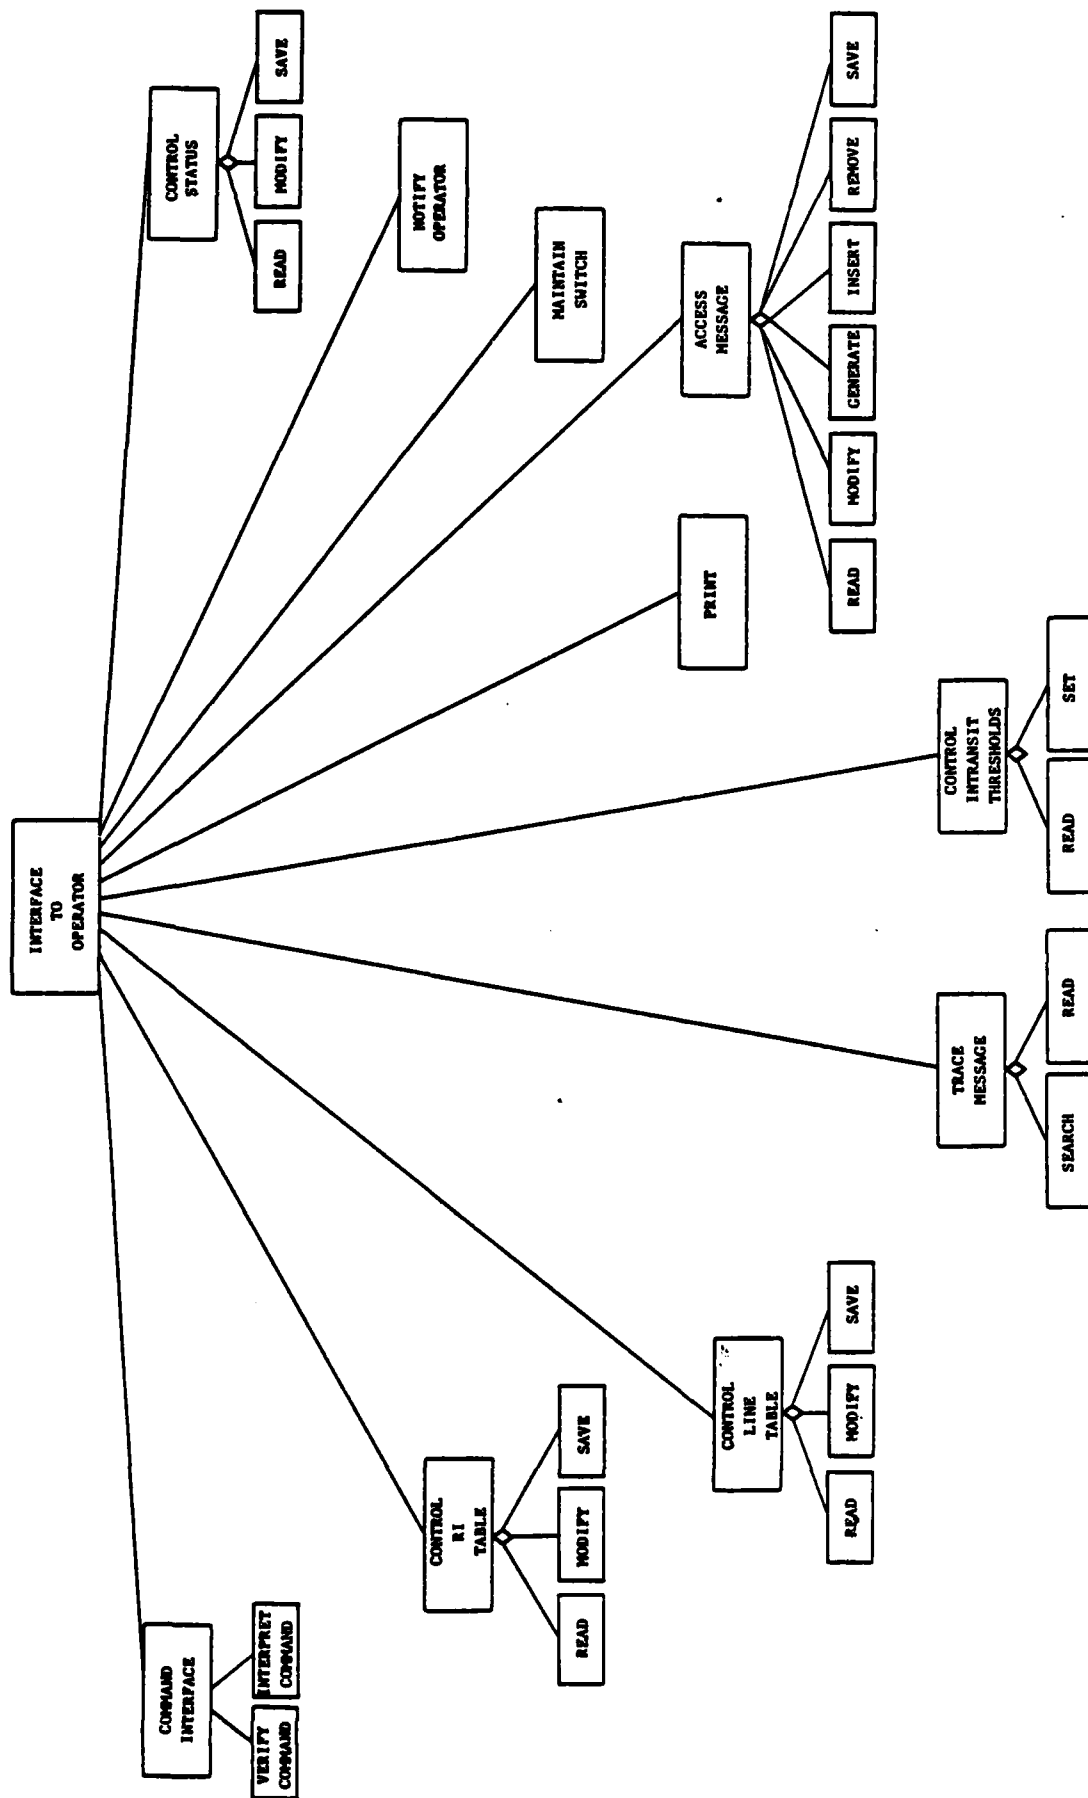 INTERFACE
TO
OPERATOR
COMMAND
INTERFACE
VERIFY
COMMAND
INTERPRET
COMMAND
CONTROL
RI
TABLE
READ
MODIFY
SAVE
CONTROL
LINE
TABLE
READ
MODIFY
SAVE
TRACE
MESSAGE
SEARCH
READ
CONTROL
INTRANSIT
THRESHOLDS
READ
SET
PRINT
ACCESS
MESSAGE
READ
MODIFY
GENERATE
INSERT
REMOVE
SAVE
MAINTAIN
SWITCH
NOTIFY
OPERATOR
CONTROL
STATUS
READ
MODIFY
SAVE